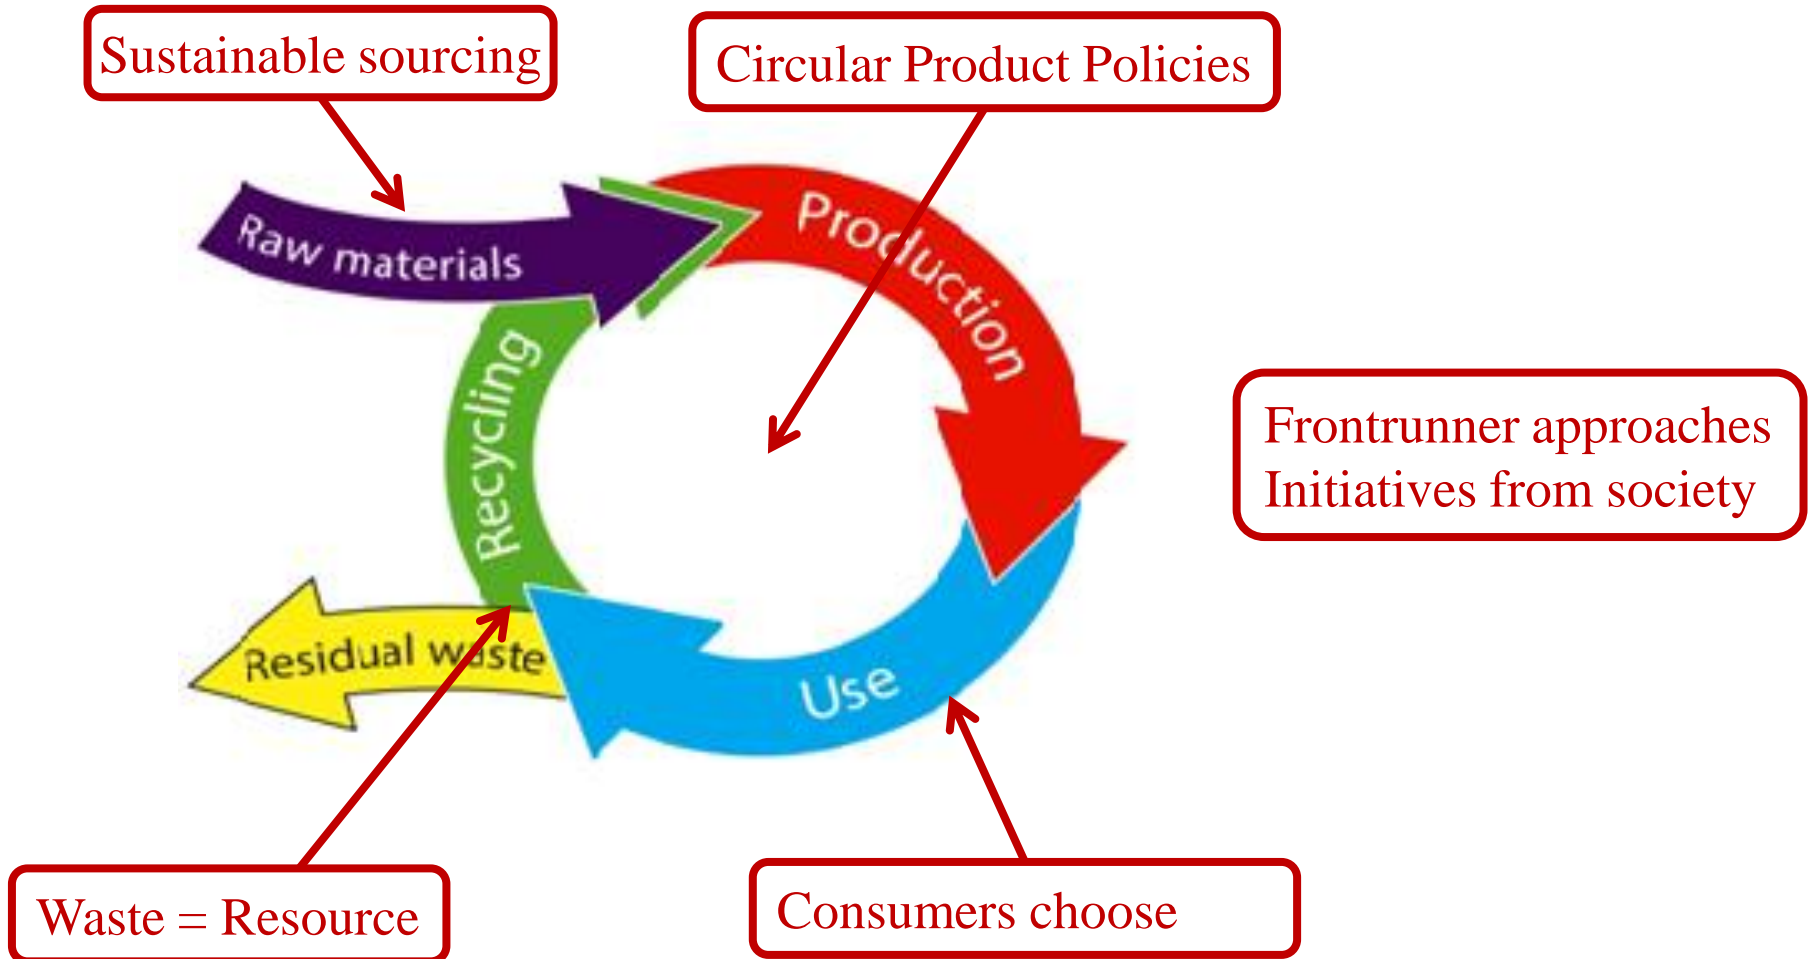 Sustainable sourcing
Circular Product Policies
Raw materials
Production
Recycling
Frontrunner approaches
Initiatives from society
Residual waste
Use
Waste = Resource
Consumers choose